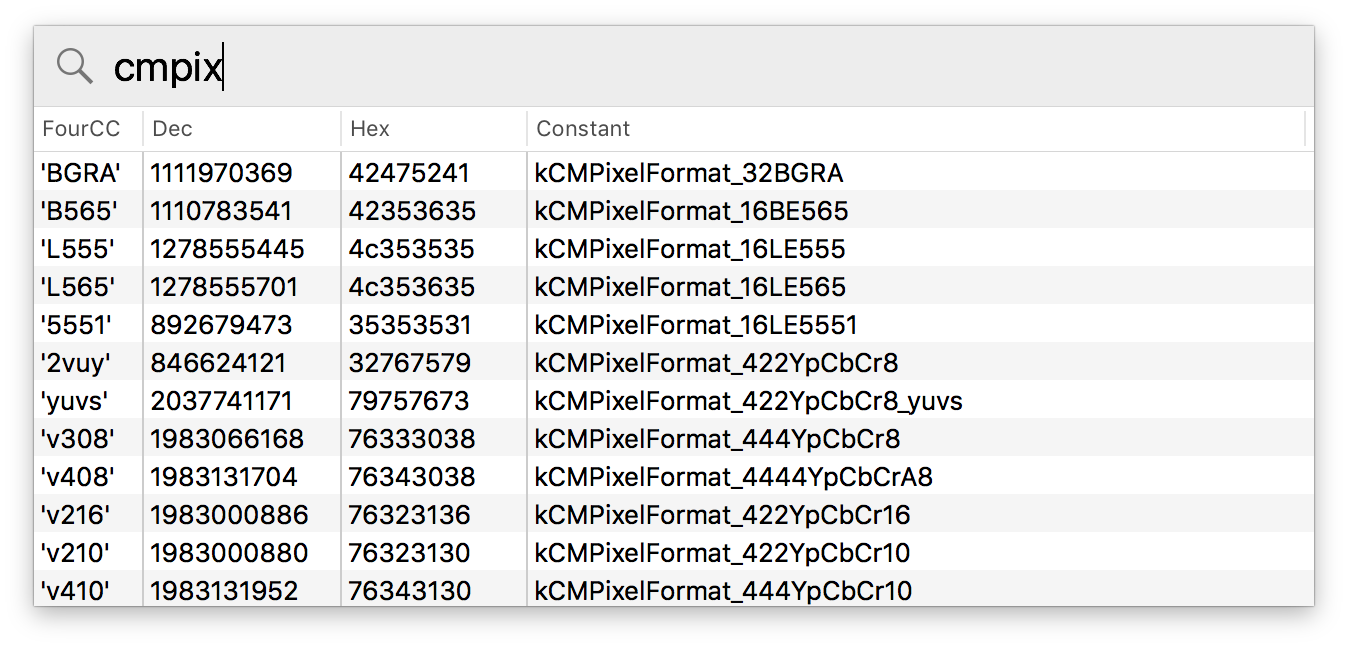 cmpix
FourCC Dec Hex Constant
'BGRA' 1111970369 42475241 kCMPixelFormat_32BGRA
'B565' 1110783541 42353635 kCMPixelFormat_16BE565
'L555' 1278555445 4c353535 kCMPixelFormat_16LE555
'L565' 1278555701 4c353635 kCMPixelFormat_16LE565
'5551' 892679473 35353531 kCMPixelFormat_16LE5551
'2vuy' 846624121 32767579 kCMPixelFormat_422YpCbCr8
'yuvs' 2037741171 79757673 kCMPixelFormat_422YpCbCr8_yuvs
'v308' 1983066168 76333038 kCMPixelFormat_444YpCbCr8
'v408' 1983131704 76343038 kCMPixelFormat_4444YpCbCrA8
'v216' 1983000886 76323136 kCMPixelFormat_422YpCbCr16
'v210' 1983000880 76323130 kCMPixelFormat_422YpCbCr10
'v410' 1983131952 76343130 kCMPixelFormat_444YpCbCr10